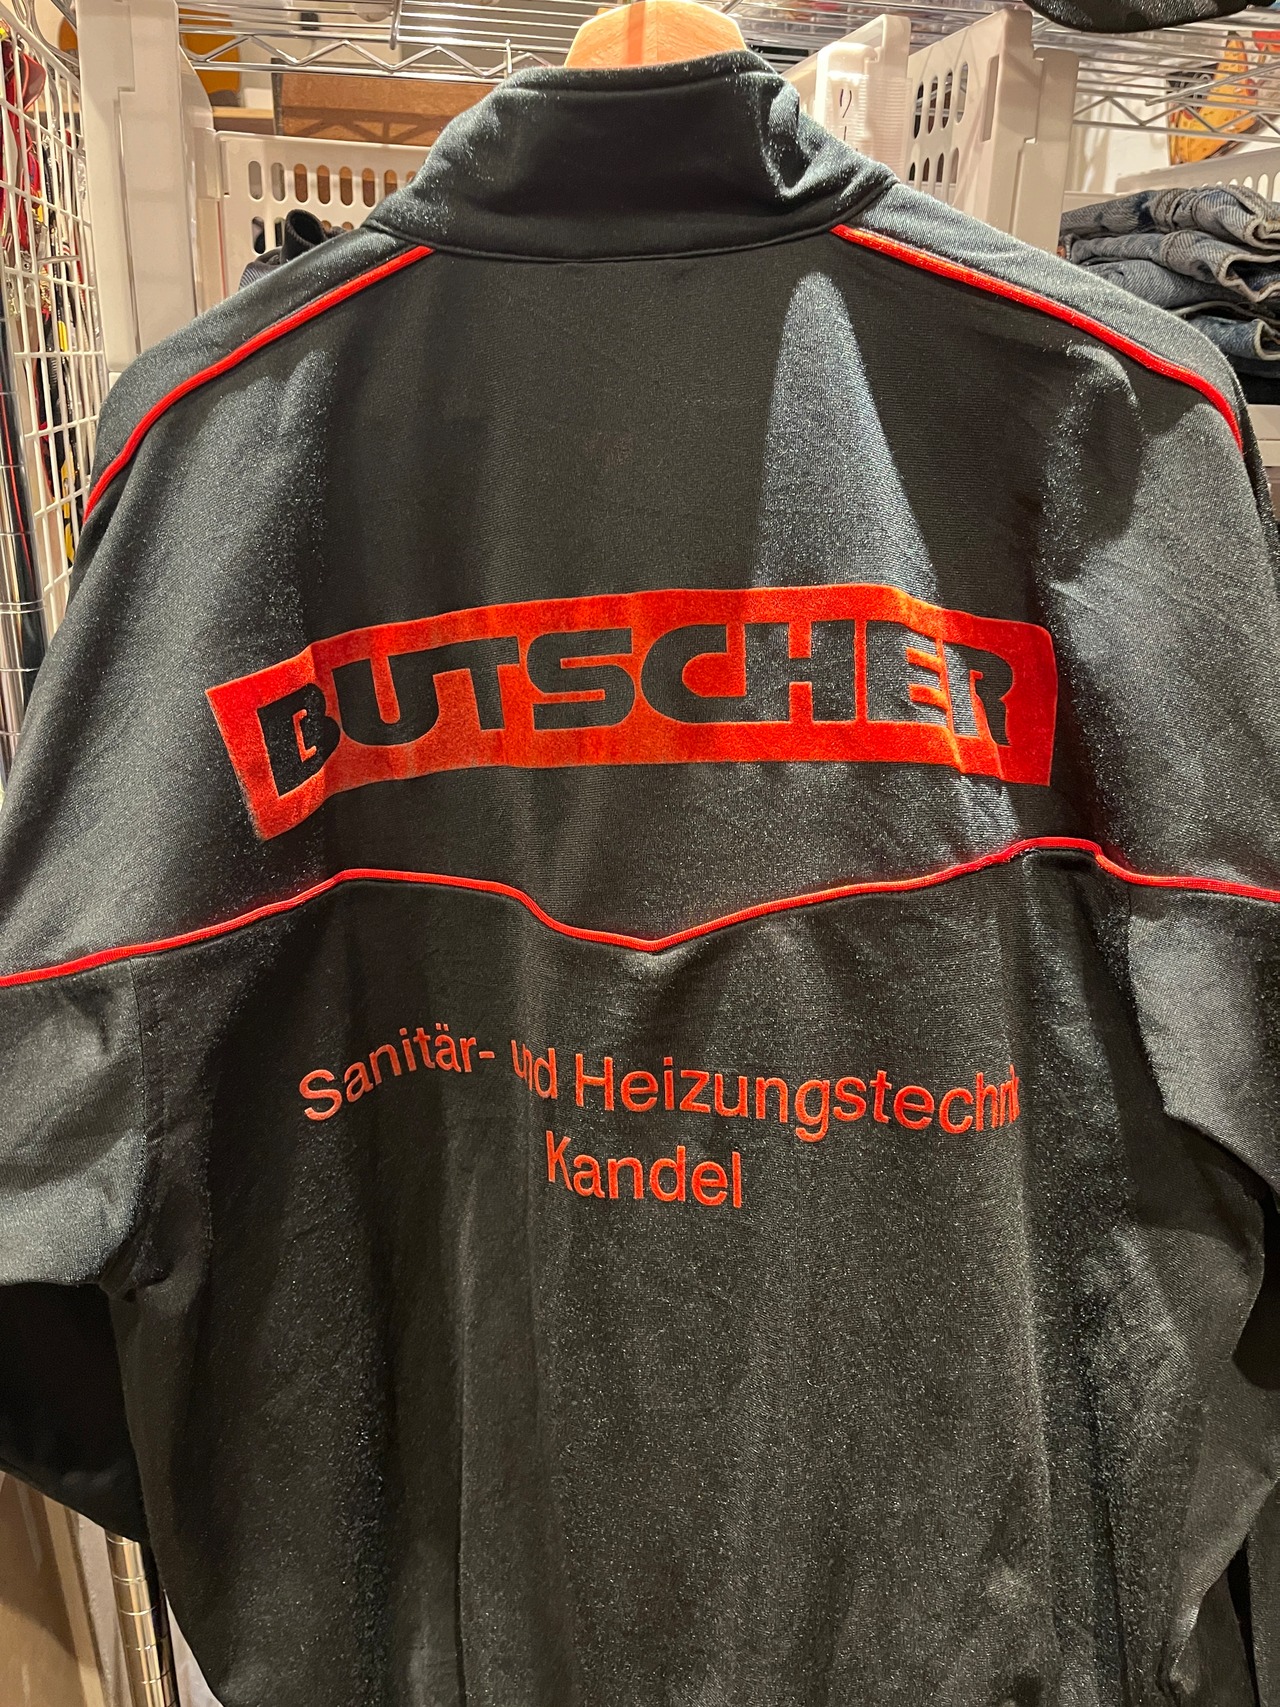 BUTSCHER
Sanitär- und Heizungstechnik
Kandel